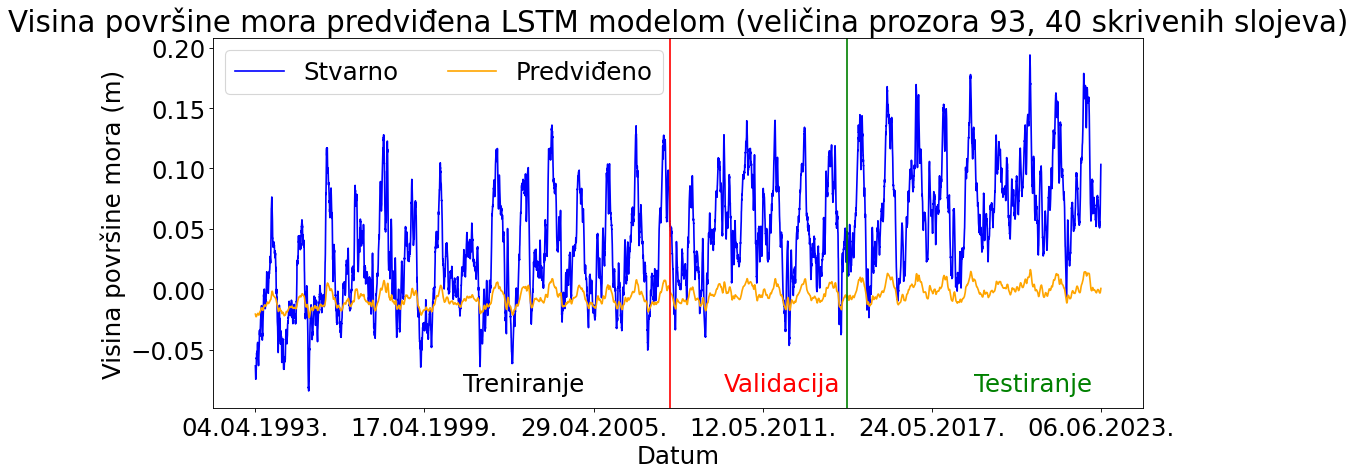 Visina površine mora predviđena LSTM modelom (veličina prozora 93, 40 skrivenih slojeva)
Stvarno
Predviđeno
Visina površine mora (m)
0.20
0.15
0.10
0.05
0.00
−0.05
Treniranje
Validacija
Testiranje
04.04.1993.
17.04.1999.
29.04.2005.
12.05.2011.
24.05.2017.
06.06.2023.
Datum